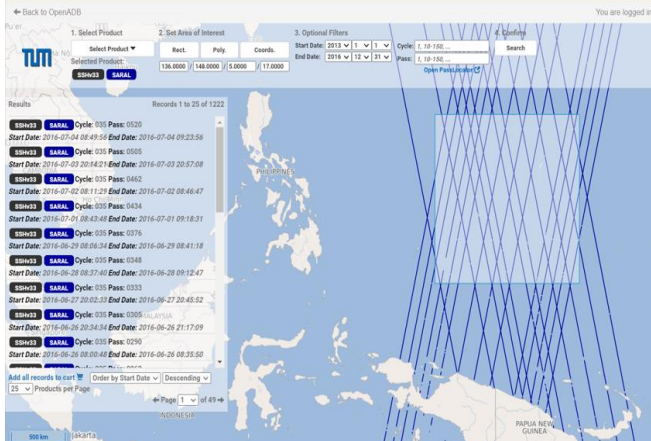 ← Back to OpenADB
You are logged in
1. Select Product
2. Set Area of Interest
3. Optional Filters
4. Confirm
TUM
Select Product ▼
Rect.
Poly.
Coords.
Start Date: 2013 1 1
Cycle: 1, 10-150, ...
Search
Selected Product:
136.0000 / 148.0000 / 5.0000 / 17.0000
End Date: 2016 12 31
Pass: 1, 10-150, ...
SSHv33 SARAL
Open PassLocator
Results
Records 1 to 25 of 1222
SSHv33 SARAL Cycle: 035 Pass: 0520
Start Date: 2016-07-04 08:49:56 End Date: 2016-07-04 09:23:56
SSHv33 SARAL Cycle: 035 Pass: 0505
Start Date: 2016-07-03 20:14:21 End Date: 2016-07-03 20:57:08
SSHv33 SARAL Cycle: 035 Pass: 0462
Start Date: 2016-07-02 08:11:29 End Date: 2016-07-02 08:46:47
SSHv33 SARAL Cycle: 035 Pass: 0434
Start Date: 2016-07-01 08:43:48 End Date: 2016-07-01 09:18:31
SSHv33 SARAL Cycle: 035 Pass: 0376
Start Date: 2016-06-29 08:06:34 End Date: 2016-06-29 08:41:18
SSHv33 SARAL Cycle: 035 Pass: 0348
Start Date: 2016-06-28 08:37:40 End Date: 2016-06-28 09:12:47
SSHv33 SARAL Cycle: 035 Pass: 0333
Start Date: 2016-06-27 20:02:33 End Date: 2016-06-27 20:45:52
SSHv33 SARAL Cycle: 035 Pass: 0305
Start Date: 2016-06-26 20:34:34 End Date: 2016-06-26 21:17:09
SSHv33 SARAL Cycle: 035 Pass: 0290
Start Date: 2016-06-26 08:00:48 End Date: 2016-06-26 08:35:50
Add all records to cart
Order by Start Date
Descending
25 Products per Page
← Page 1 of 49 →
PHILIPPINES
MALAYSIA
INDONESIA
PAPUA NEW
GUINEA
500 km
Jakarta